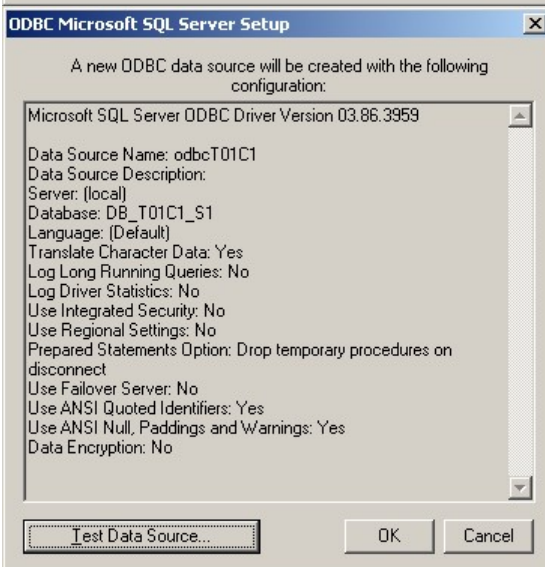 ODBC Microsoft SQL Server Setup
A new ODBC data source will be created with the following
configuration:
Microsoft SQL Server ODBC Driver Version 03.86.3959
Data Source Name: odbcT01C1
Data Source Description:
Server: (local)
Database: DB_T01C1_S1
Language: (Default)
Translate Character Data: Yes
Log Long Running Queries: No
Log Driver Statistics: No
Use Integrated Security: No
Use Regional Settings: No
Prepared Statements Option: Drop temporary procedures on
disconnect
Use Failover Server: No
Use ANSI Quoted Identifiers: Yes
Use ANSI Null, Paddings and Warnings: Yes
Data Encryption: No
Test Data Source...
OK
Cancel